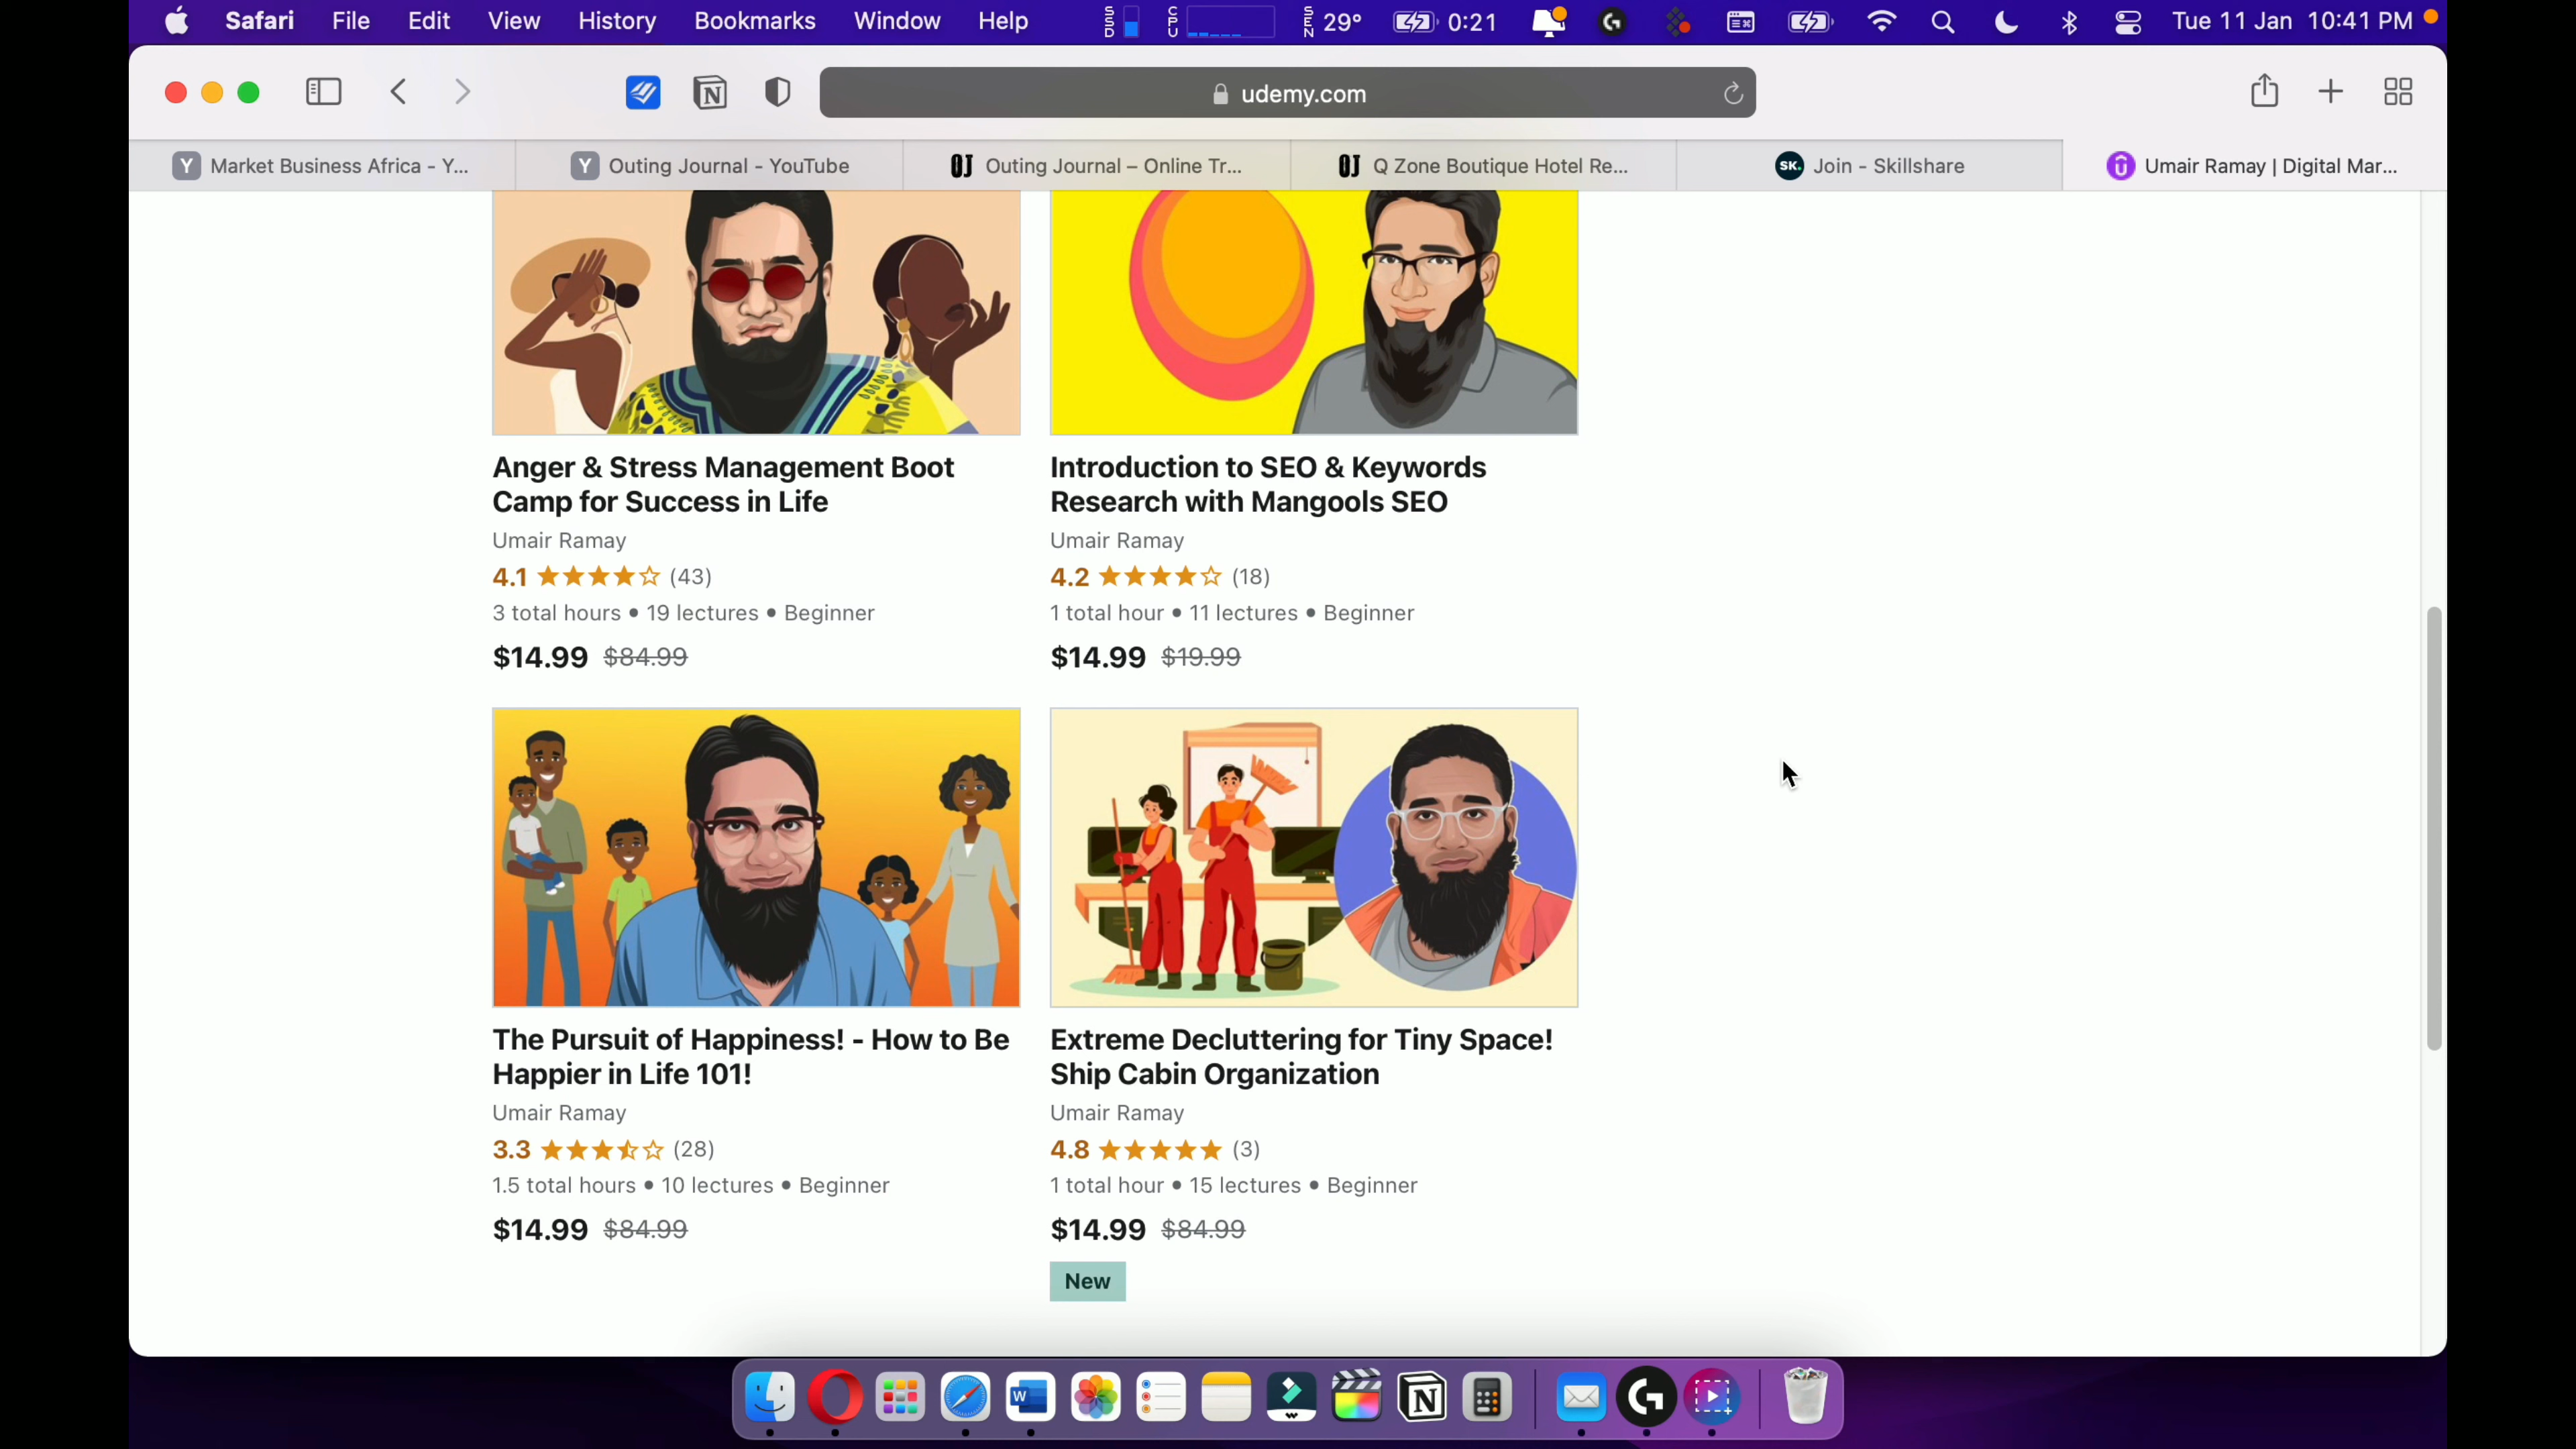 Safari File Edit View History Bookmarks Window Help SSD CPU SEN 29° 0:21 Tue 11 Jan 10:41 PM
udemy.com
Y Market Business Africa - Y... Y Outing Journal - YouTube OJ Outing Journal – Online Tr... OJ Q Zone Boutique Hotel Re... SK. Join - Skillshare Umair Ramay | Digital Mar...
Anger & Stress Management Boot
Camp for Success in Life
Umair Ramay
4.1 (43)
3 total hours • 19 lectures • Beginner
$14.99 $84.99
Introduction to SEO & Keywords
Research with Mangools SEO
Umair Ramay
4.2 (18)
1 total hour • 11 lectures • Beginner
$14.99 $19.99
The Pursuit of Happiness! - How to Be
Happier in Life 101!
Umair Ramay
3.3 (28)
1.5 total hours • 10 lectures • Beginner
$14.99 $84.99
Extreme Decluttering for Tiny Space!
Ship Cabin Organization
Umair Ramay
4.8 (3)
1 total hour • 15 lectures • Beginner
$14.99 $84.99
New